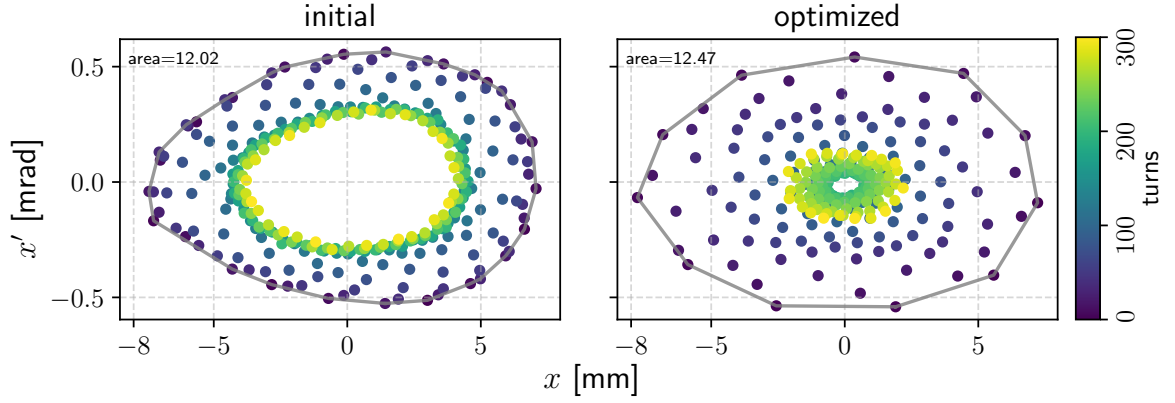 initial
optimized
area=12.02
area=12.47
0.5
0.0
−0.5
x′ [mrad]
−8
−5
0
5
−8
−5
0
5
x [mm]
300
200
100
0
turns